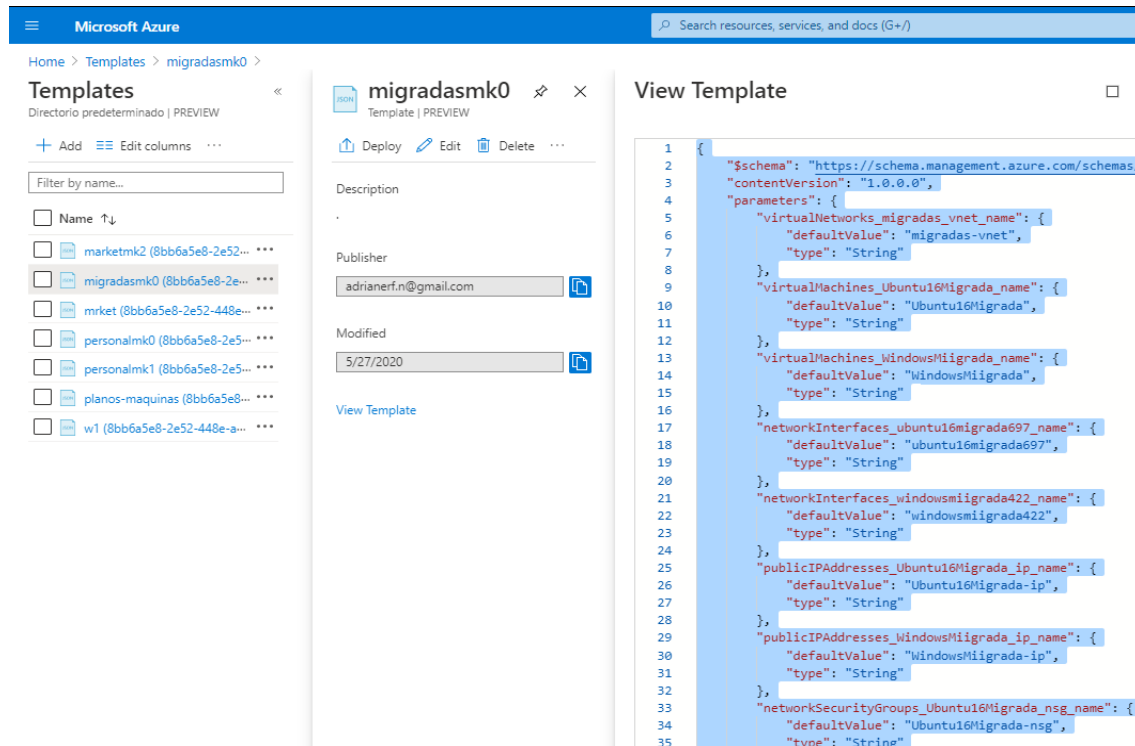 Microsoft Azure
Search resources, services, and docs (G+/)
Home > Templates > migradasmk0 >
Templates
Directorio predeterminado | PREVIEW
Add Edit columns ...
Filter by name...
Name ↑↓
marketmk2 (8bb6a5e8-2e52... ...
migradasmk0 (8bb6a5e8-2e... ...
mrket (8bb6a5e8-2e52-448e... ...
personalmk0 (8bb6a5e8-2e5... ...
personalmk1 (8bb6a5e8-2e5... ...
planos-maquinas (8bb6a5e8... ...
w1 (8bb6a5e8-2e52-448e-a... ...
JSON
migradasmk0
Template | PREVIEW
Deploy Edit Delete ...
Description
.
Publisher
adrianerf.n@gmail.com
Modified
5/27/2020
View Template
View Template
1 {
2 "$schema": "https://schema.management.azure.com/schemas
3 "contentVersion": "1.0.0.0",
4 "parameters": {
5 "virtualNetworks_migradas_vnet_name": {
6 "defaultValue": "migradas-vnet",
7 "type": "String"
8 },
9 "virtualMachines_Ubuntu16Migrada_name": {
10 "defaultValue": "Ubuntu16Migrada",
11 "type": "String"
12 },
13 "virtualMachines_WindowsMiigrada_name": {
14 "defaultValue": "WindowsMiigrada",
15 "type": "String"
16 },
17 "networkInterfaces_ubuntu16migrada697_name": {
18 "defaultValue": "ubuntu16migrada697",
19 "type": "String"
20 },
21 "networkInterfaces_windowsmiigrada422_name": {
22 "defaultValue": "windowsmiigrada422",
23 "type": "String"
24 },
25 "publicIPAddresses_Ubuntu16Migrada_ip_name": {
26 "defaultValue": "Ubuntu16Migrada-ip",
27 "type": "String"
28 },
29 "publicIPAddresses_WindowsMiigrada_ip_name": {
30 "defaultValue": "WindowsMiigrada-ip",
31 "type": "String"
32 },
33 "networkSecurityGroups_Ubuntu16Migrada_nsg_name": {
34 "defaultValue": "Ubuntu16Migrada-nsg",
35 "type": "String"